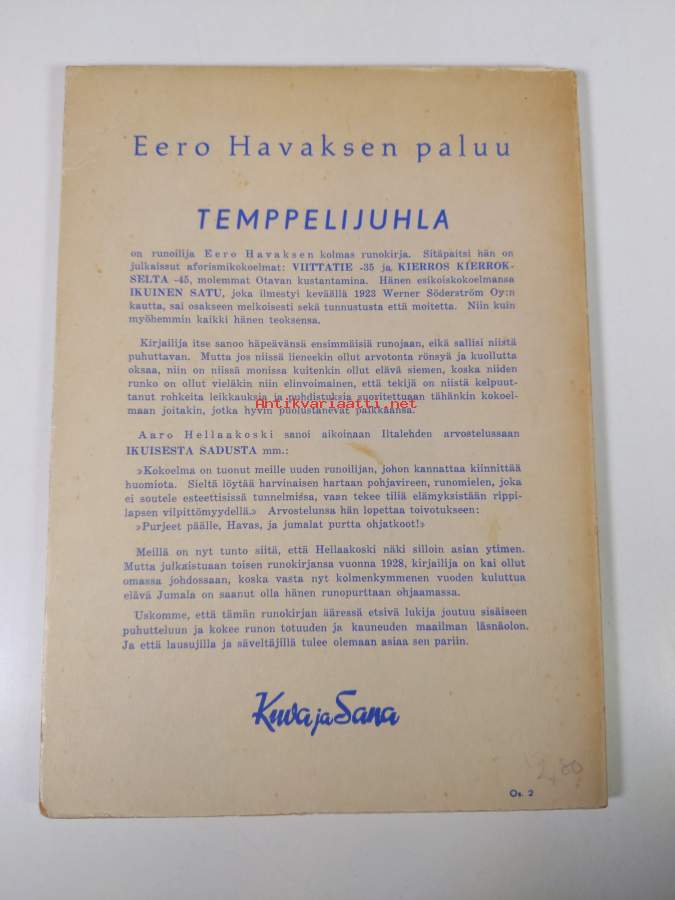 Eero Havaksen paluu
TEMPPELIJUHLA
on runoilija Eero Havaksen kolmas runokirja. Sitäpaitsi hän on
julkaissut aforismikokoelmat: VIITTATIE -35 ja KIERROS KIERROK-
SELTA -45, molemmat Otavan kustantamina. Hänen esikoiskokoelmansa
IKUINEN SATU, joka ilmestyi keväällä 1923 Werner Söderström Oy:n
kautta, sai osakseen melkoisesti sekä tunnustusta että moitetta. Niin kuin
myöhemmin kaikki hänen teoksensa.
Kirjailija itse sanoo häpeävänsä ensimmäisiä runojaan, eikä sallisi niistä
puhuttavan. Mutta jos niissä lieneekin ollut arvotonta rönsyä ja kuollutta
oksaa, niin on niissä monissa kuitenkin ollut elävä siemen, koska niiden
runko on ollut vieläkin niin elinvoimainen, että tekijä on niistä kelpuut-
tanut rohkeita leikkauksia ja puhdistuksia suoritettuaan tähänkin kokoel-
Antikvariaatti.net
maan joitakin, jotka hyvin puolustanevat paikkaansa.
Aaro Hellaakoski sanoi aikoinaan Iltalehden arvostelussaan
IKUISESTA SADUSTA mm.:
»Kokoelma on tuonut meille uuden runoilijan, johon kannattaa kiinnittää
huomiota. Sieltä löytää harvinaisen hartaan pohjavireen, runomielen, joka
ei soutele esteettisissä tunnelmissa, vaan tekee tiliä elämyksistään rippi-
lapsen vilpittömyydellä.» Arvostelunsa hän lopettaa toivotukseen:
»Purjeet päälle, Havas, ja jumalat purtta ohjatkoot!»
Meillä on nyt tunto siitä, että Hellaakoski näki silloin asian ytimen.
Mutta julkaistuaan toisen runokirjansa vuonna 1928, kirjailija on kai ollut
omassa johdossaan, koska vasta nyt kolmenkymmenen vuoden kuluttua
elävä Jumala on saanut olla hänen runopurttaan ohjaamassa.
Uskomme, että tämän runokirjan ääressä etsivä lukija joutuu sisäiseen
puhutteluun ja kokee runon totuuden ja kauneuden maailman läsnäolon.
Ja että lausujilla ja säveltäjillä tulee olemaan asiaa sen pariin.
Kuva ja Sana
2,80
Os. 2